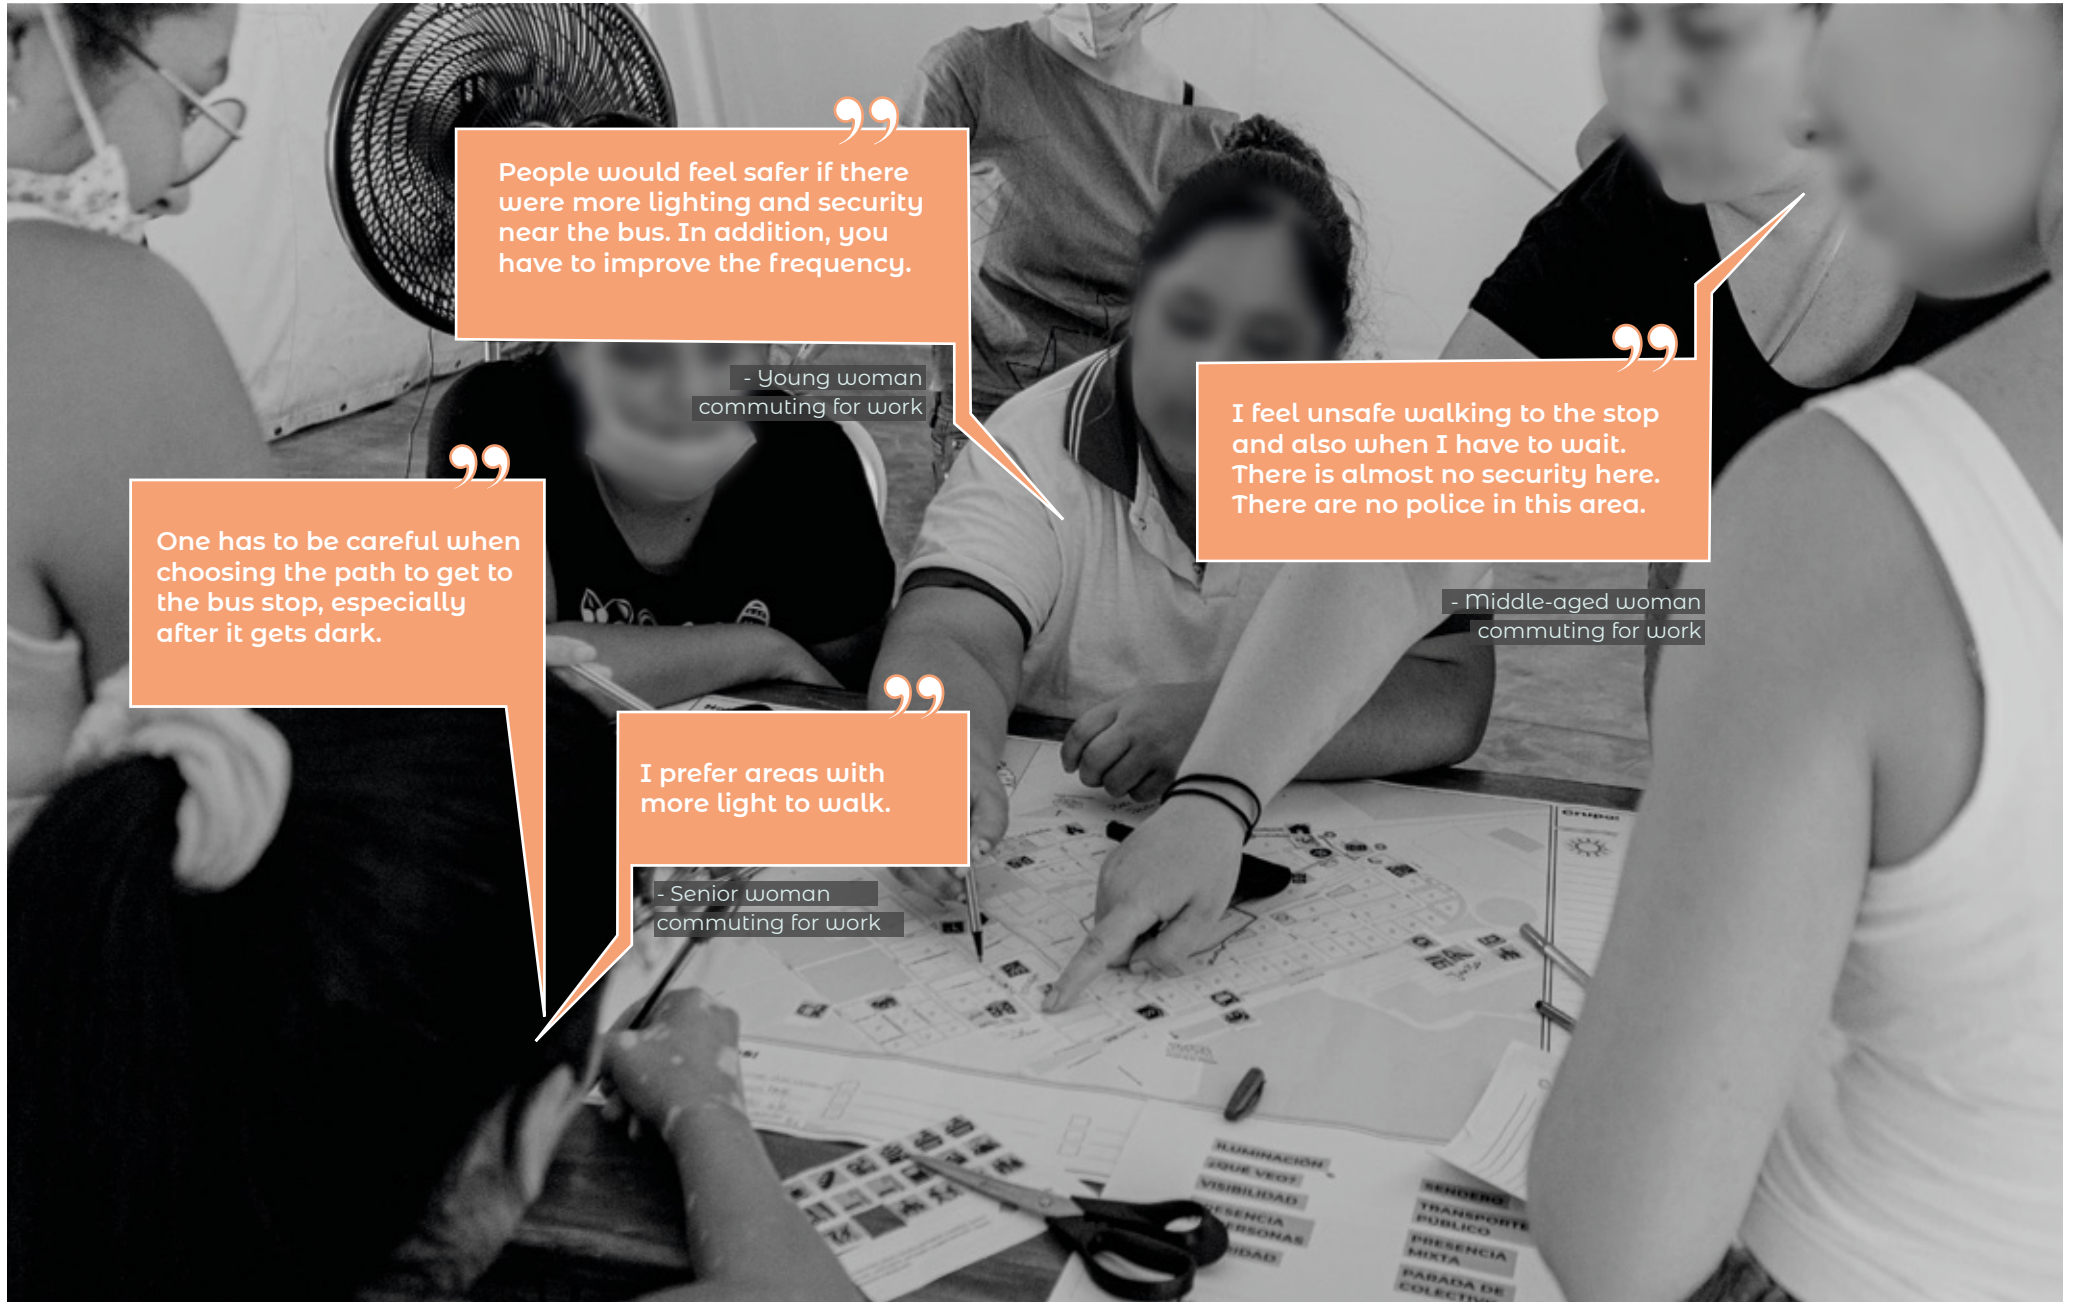 People would feel safer if there
were more lighting and security
near the bus. In addition, you
have to improve the frequency.
- Young woman
commuting for work
I feel unsafe walking to the stop
and also when I have to wait.
There is almost no security here.
There are no police in this area.
- Middle-aged woman
commuting for work
One has to be careful when
choosing the path to get to
the bus stop, especially
after it gets dark.
I prefer areas with
more light to walk.
- Senior woman
commuting for work
Grupo:
ILUMINACIÓN
¿QUÉ VEO?
VISIBILIDAD
SENDERO
TRANSPORTE
PÚBLICO
PRESENCIA
MIXTA
PARADA DE